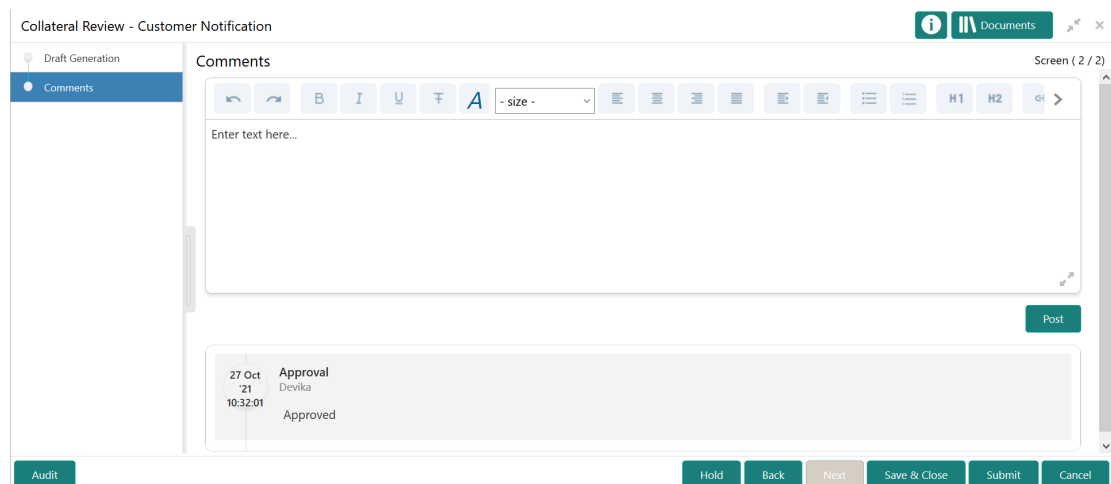 Collateral Review - Customer Notification
Documents
Draft Generation
Comments
Comments
Screen ( 2 / 2)
B I U T A - size - H1 H2
Enter text here...
Post
27 Oct
'21
10:32:01
Approval
Devika
Approved
Audit
Hold
Back
Next
Save & Close
Submit
Cancel